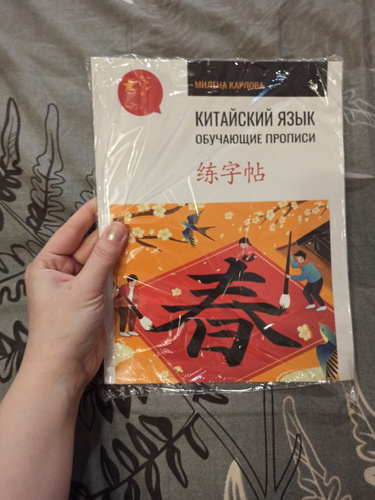 МИЛЕНА КАРЛОВА
КИТАЙСКИЙ ЯЗЫК
ОБУЧАЮЩИЕ ПРОПИСИ
练字帖
春